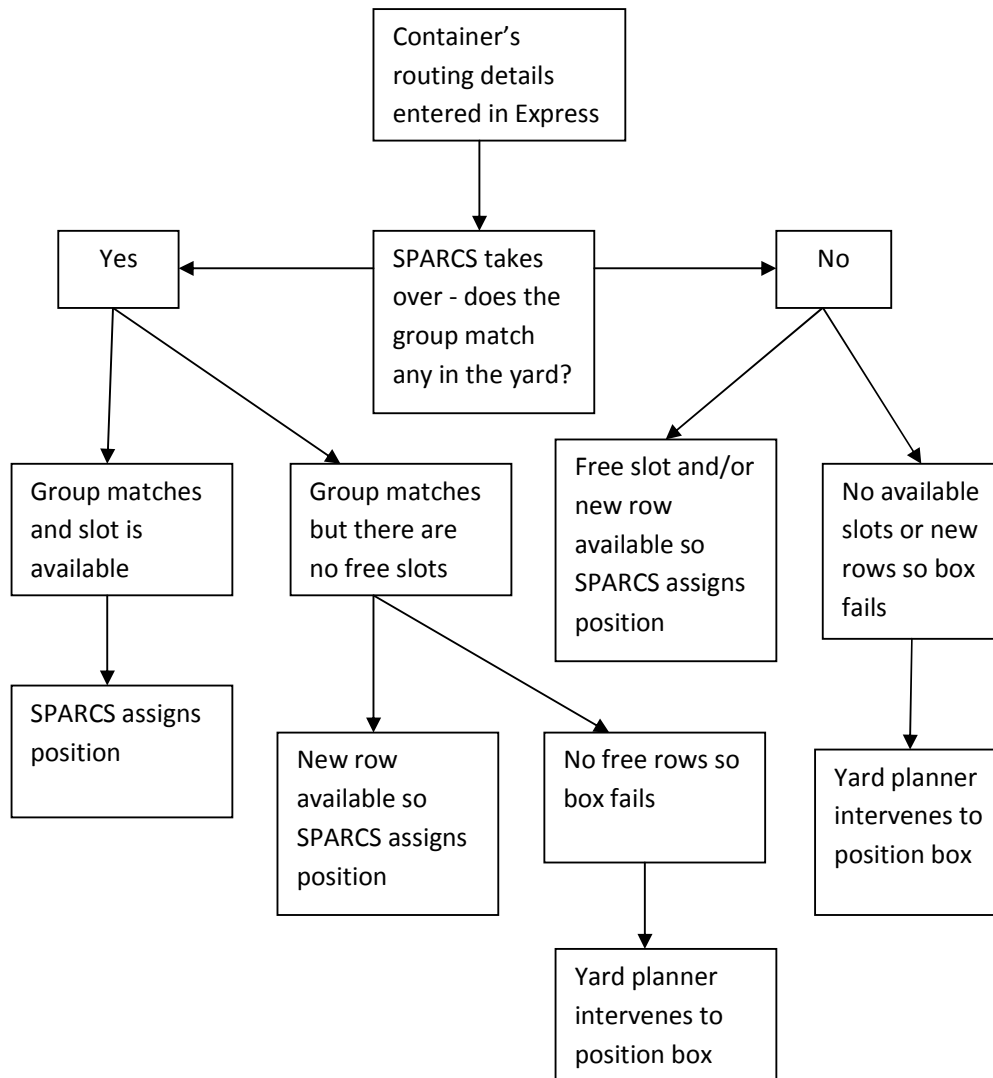 Container’s
routing details
entered in Express
Yes
SPARCS takes
over - does the
group match
any in the yard?
No
Group matches
and slot is
available
Group matches
but there are
no free slots
Free slot and/or
new row
available so
SPARCS assigns
position
No available
slots or new
rows so box
fails
SPARCS assigns
position
New row
available so
SPARCS assigns
position
No free rows so
box fails
Yard planner
intervenes to
position box
Yard planner
intervenes to
position box